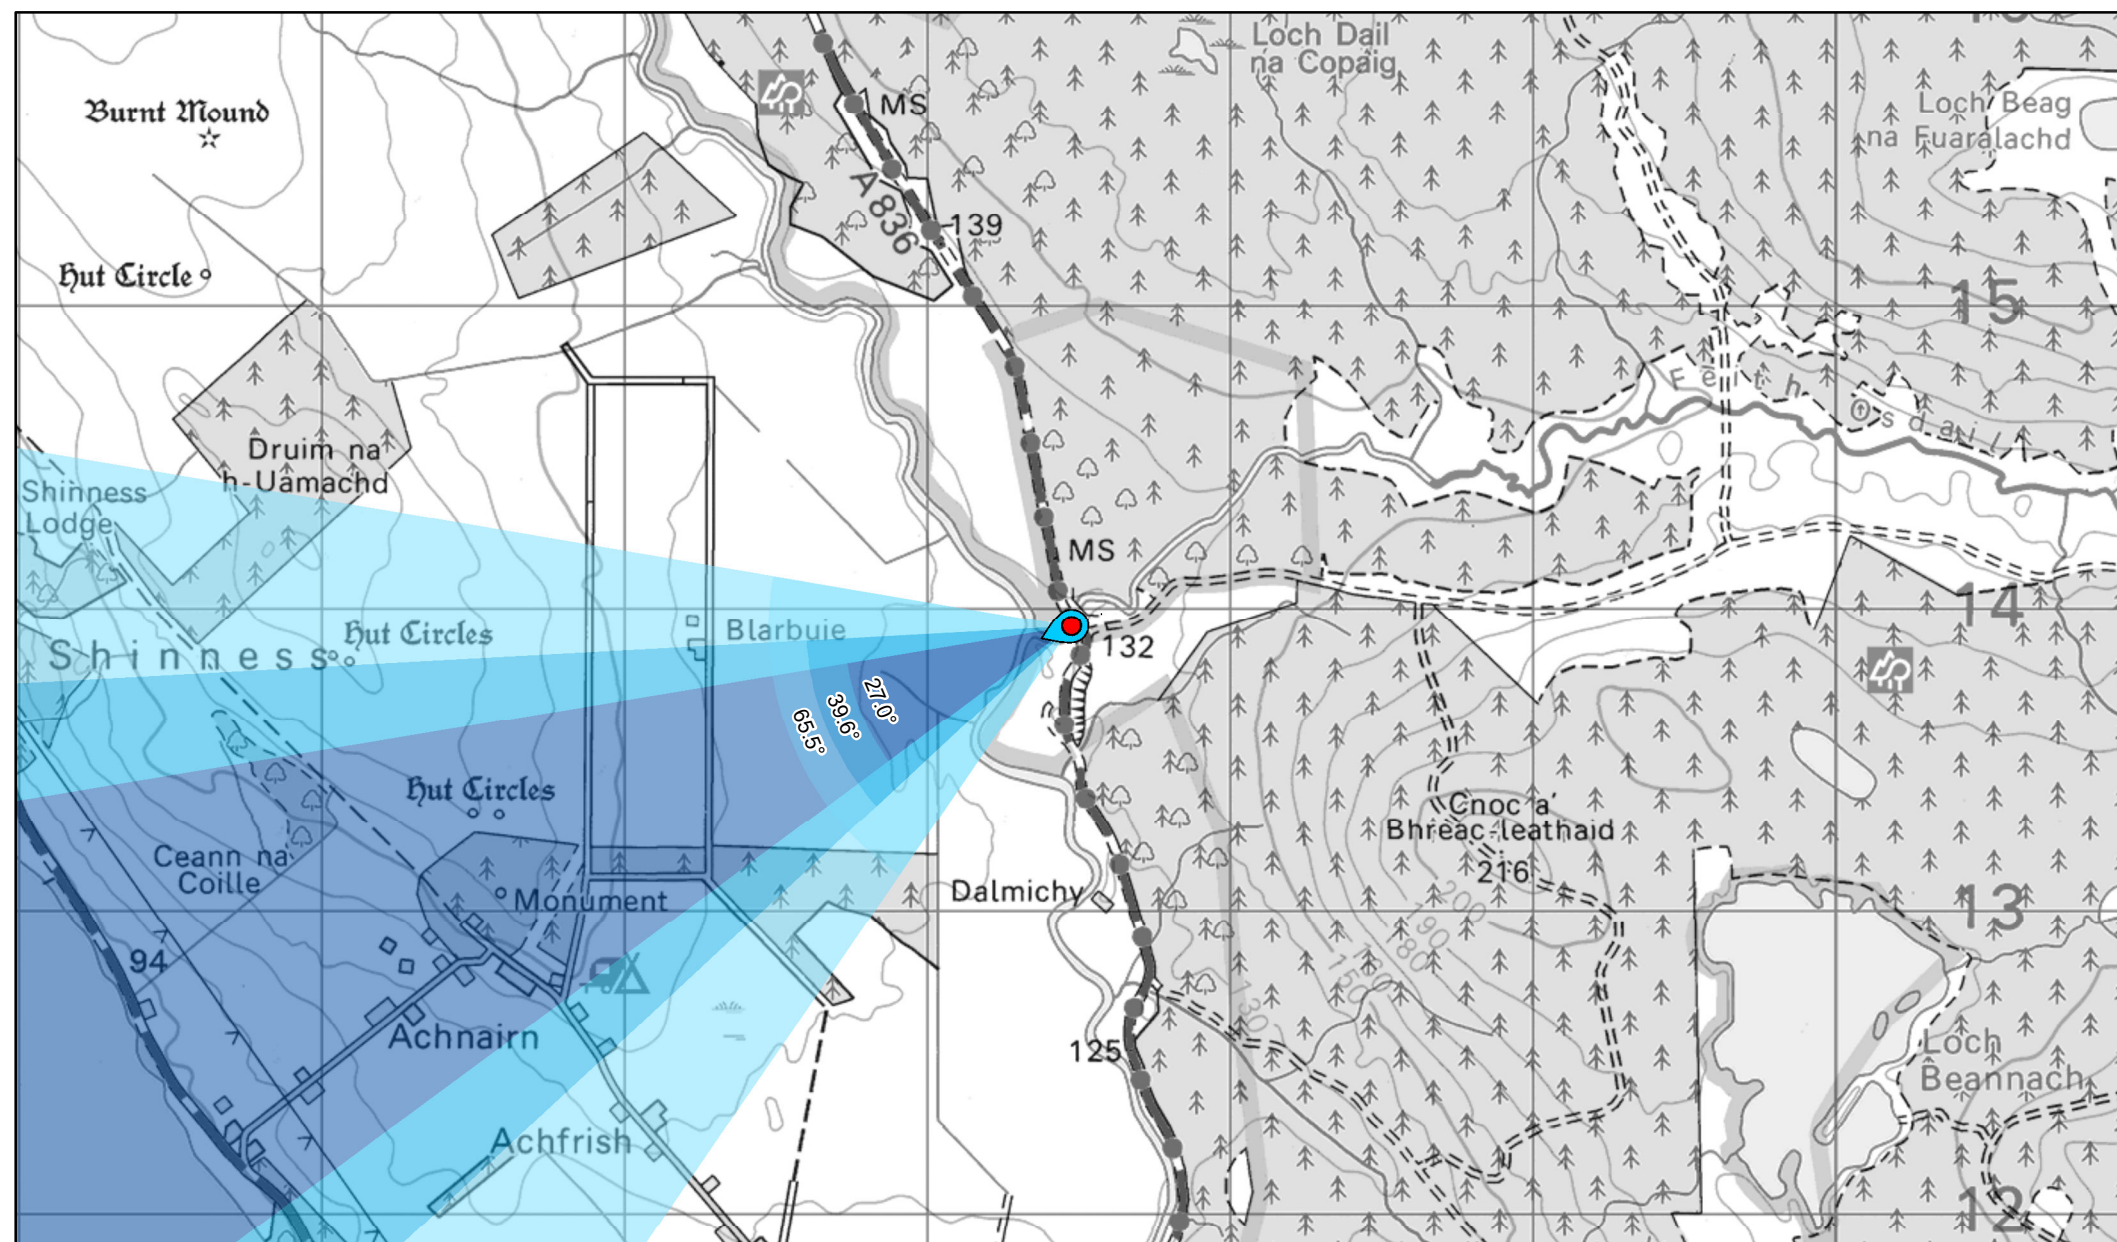 Loch Dail
na Copaig
MS
Burnt Mound
Loch Beag
na Fuaralachd
A 836
139
Hut Circle
15
Feith Osdail
Druim na
h-Uamachd
Shinness
Lodge
MS
14
Hut Circles
Blarbuie
Shinness
132
27.0°
39.6°
65.5°
Hut Circles
Cnoc a'
Bhreac-leathaid
216
Ceann na
Coille
Monument
Dalmichy
200
190
180
160
150
130
13
94
Achnairn
125
Loch
Beannach
Achfrish
12